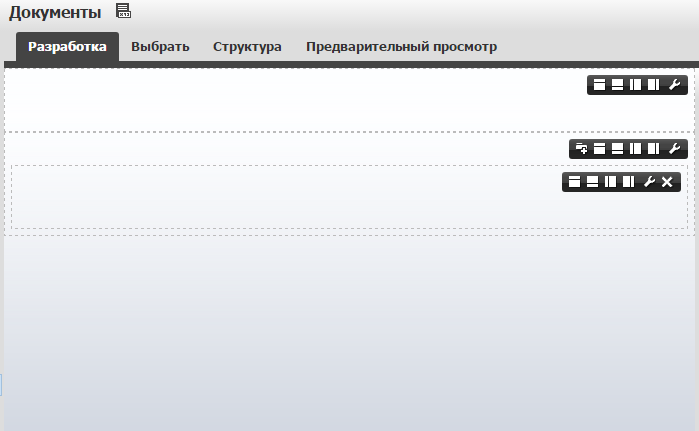 Документы
Разработка Выбрать Структура Предварительный просмотр